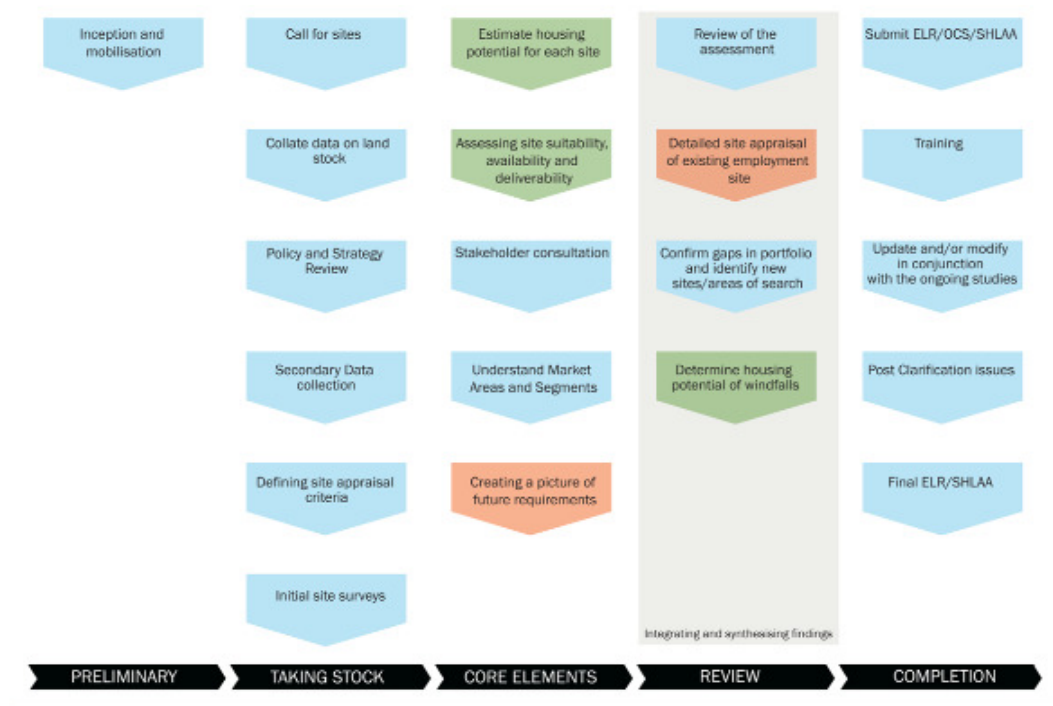 Inception and
mobilisation
Call for sites
Collate data on land
stock
Policy and Strategy
Review
Secondary Data
collection
Defining site appraisal
criteria
Initial site surveys
Estimate housing
potential for each site
Assessing site suitability,
availability and
deliverability
Stakeholder consultation
Understand Market
Areas and Segments
Creating a picture of
future requirements
Review of the
assessment
Detailed site appraisal
of existing employment
site
Confirm gaps in portfolio
and identify new
sites/areas of search
Determine housing
potential of windfalls
Integrating and synthesising findings
Submit ELR/OCS/SHLAA
Training
Update and/or modify
in conjunction
with the ongoing studies
Post Clarification issues
Final ELR/SHLAA
PRELIMINARY
TAKING STOCK
CORE ELEMENTS
REVIEW
COMPLETION